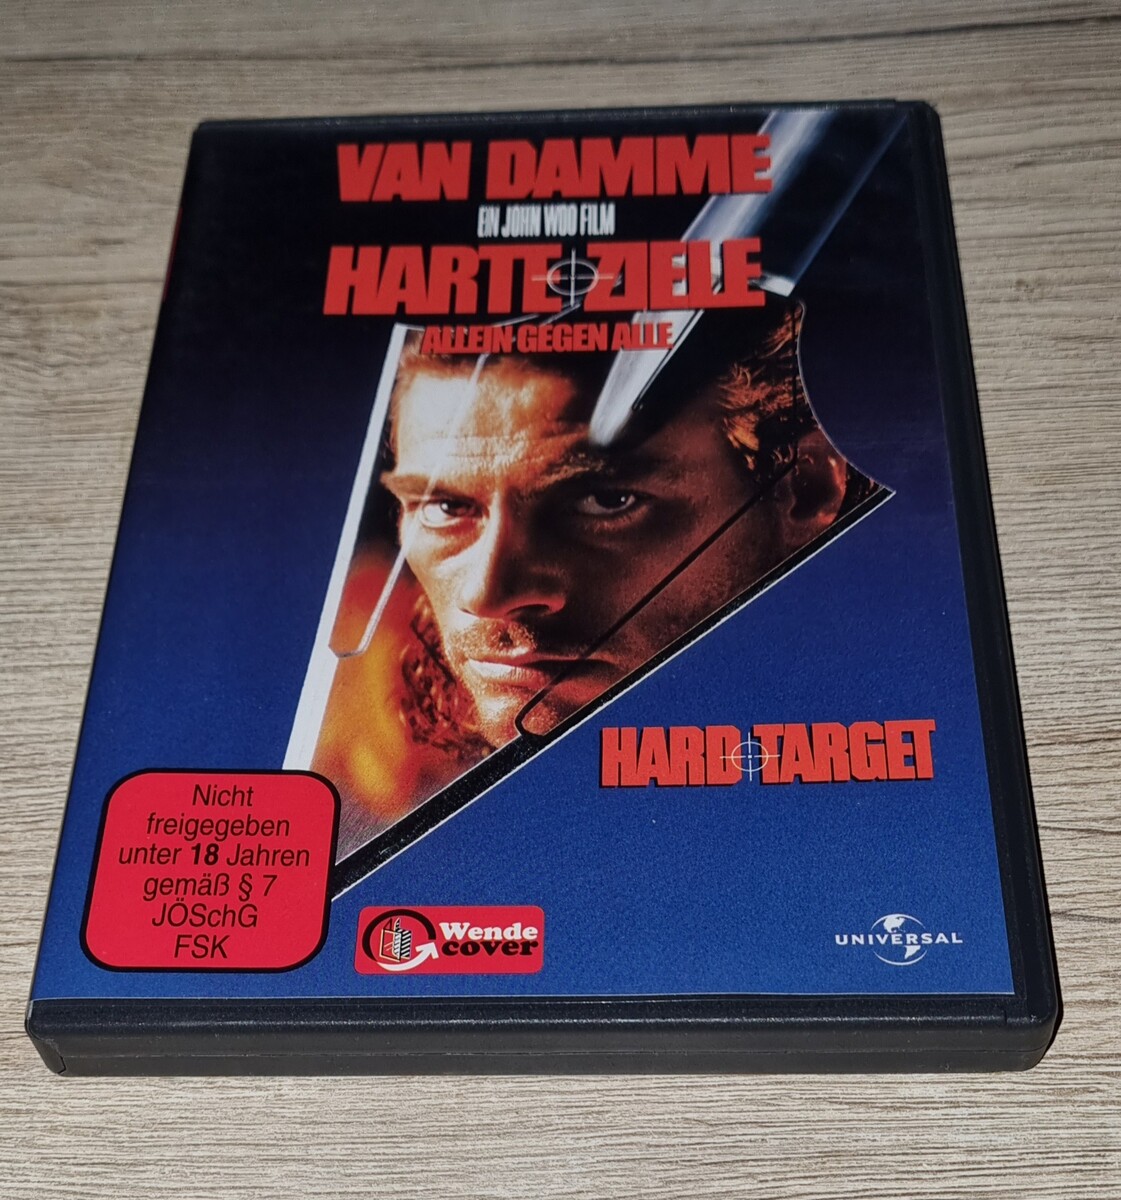 VAN DAMME
EIN JOHN WOO FILM
HARTE ZIELE
ALLEIN GEGEN ALLE
HARD TARGET
Nicht
freigegeben
unter 18 Jahren
gemäß § 7
JÖSchG
FSK
Wende
cover
UNIVERSAL